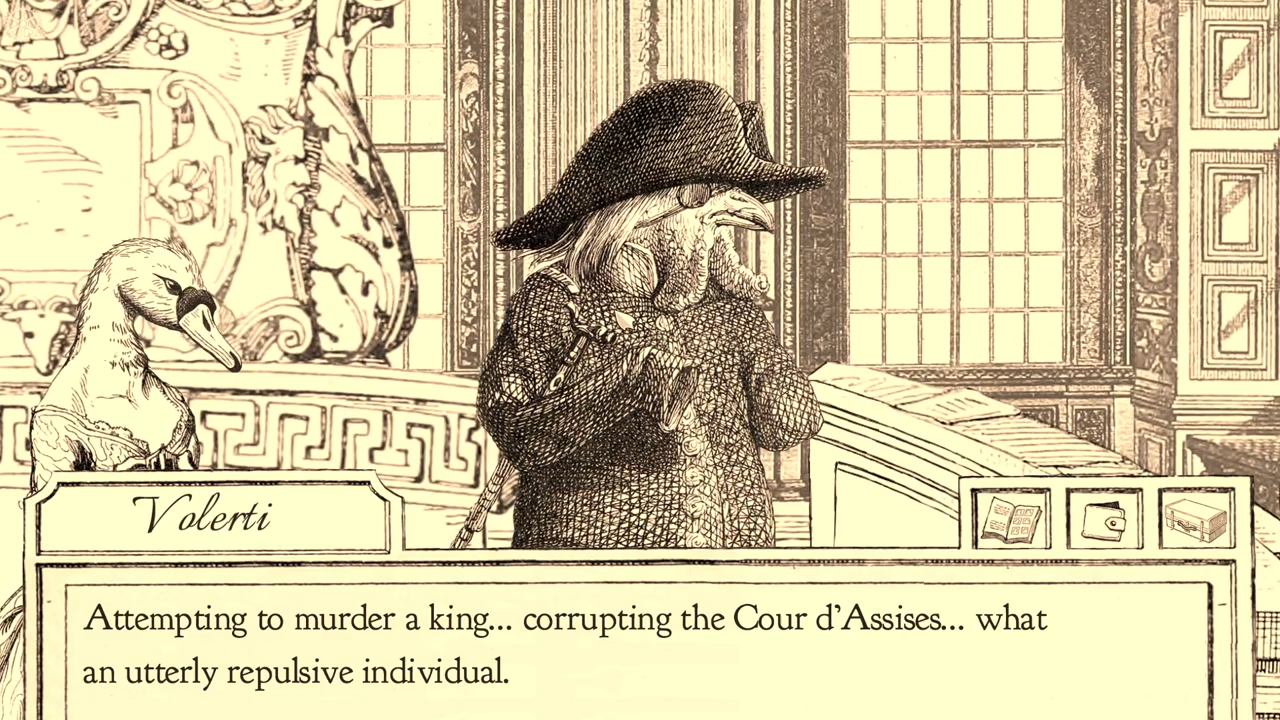 Volerti
Attempting to murder a king... corrupting the Cour d'Assises... what
an utterly repulsive individual.